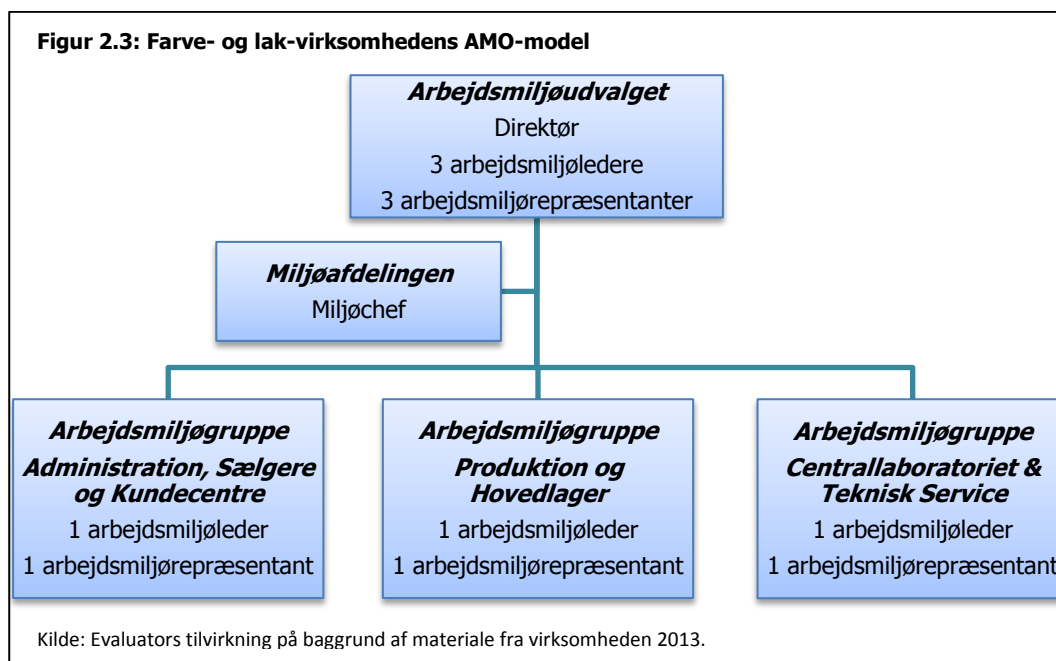 Figur 2.3: Farve- og lak-virksomhedens AMO-model
Arbejdsmiljøudvalget
Direktør
3 arbejdsmiljøledere
3 arbejdsmiljørepræsentanter
Miljøafdelingen
Miljøchef
Arbejdsmiljøgruppe
Administration, Sælgere
og Kundecentre
1 arbejdsmiljøleder
1 arbejdsmiljørepræsentant
Arbejdsmiljøgruppe
Produktion og
Hovedlager
1 arbejdsmiljøleder
1 arbejdsmiljørepræsentant
Arbejdsmiljøgruppe
Centrallaboratoriet &
Teknisk Service
1 arbejdsmiljøleder
1 arbejdsmiljørepræsentant
Kilde: Evaluators tilvirkning på baggrund af materiale fra virksomheden 2013.